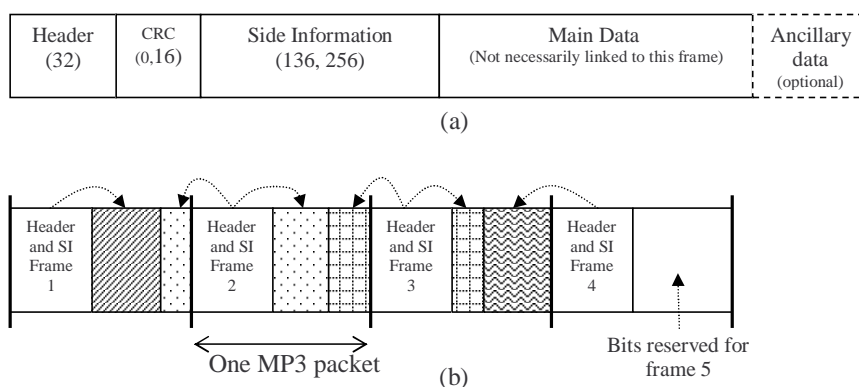 Header
(32)
CRC
(0,16)
Side Information
(136, 256)
Main Data
(Not necessarily linked to this frame)
Ancillary
data
(optional)
(a)
Header
and SI
Frame
1
Header
and SI
Frame
2
Header
and SI
Frame
3
Header
and SI
Frame
4
One MP3 packet
Bits reserved for
frame 5
(b)